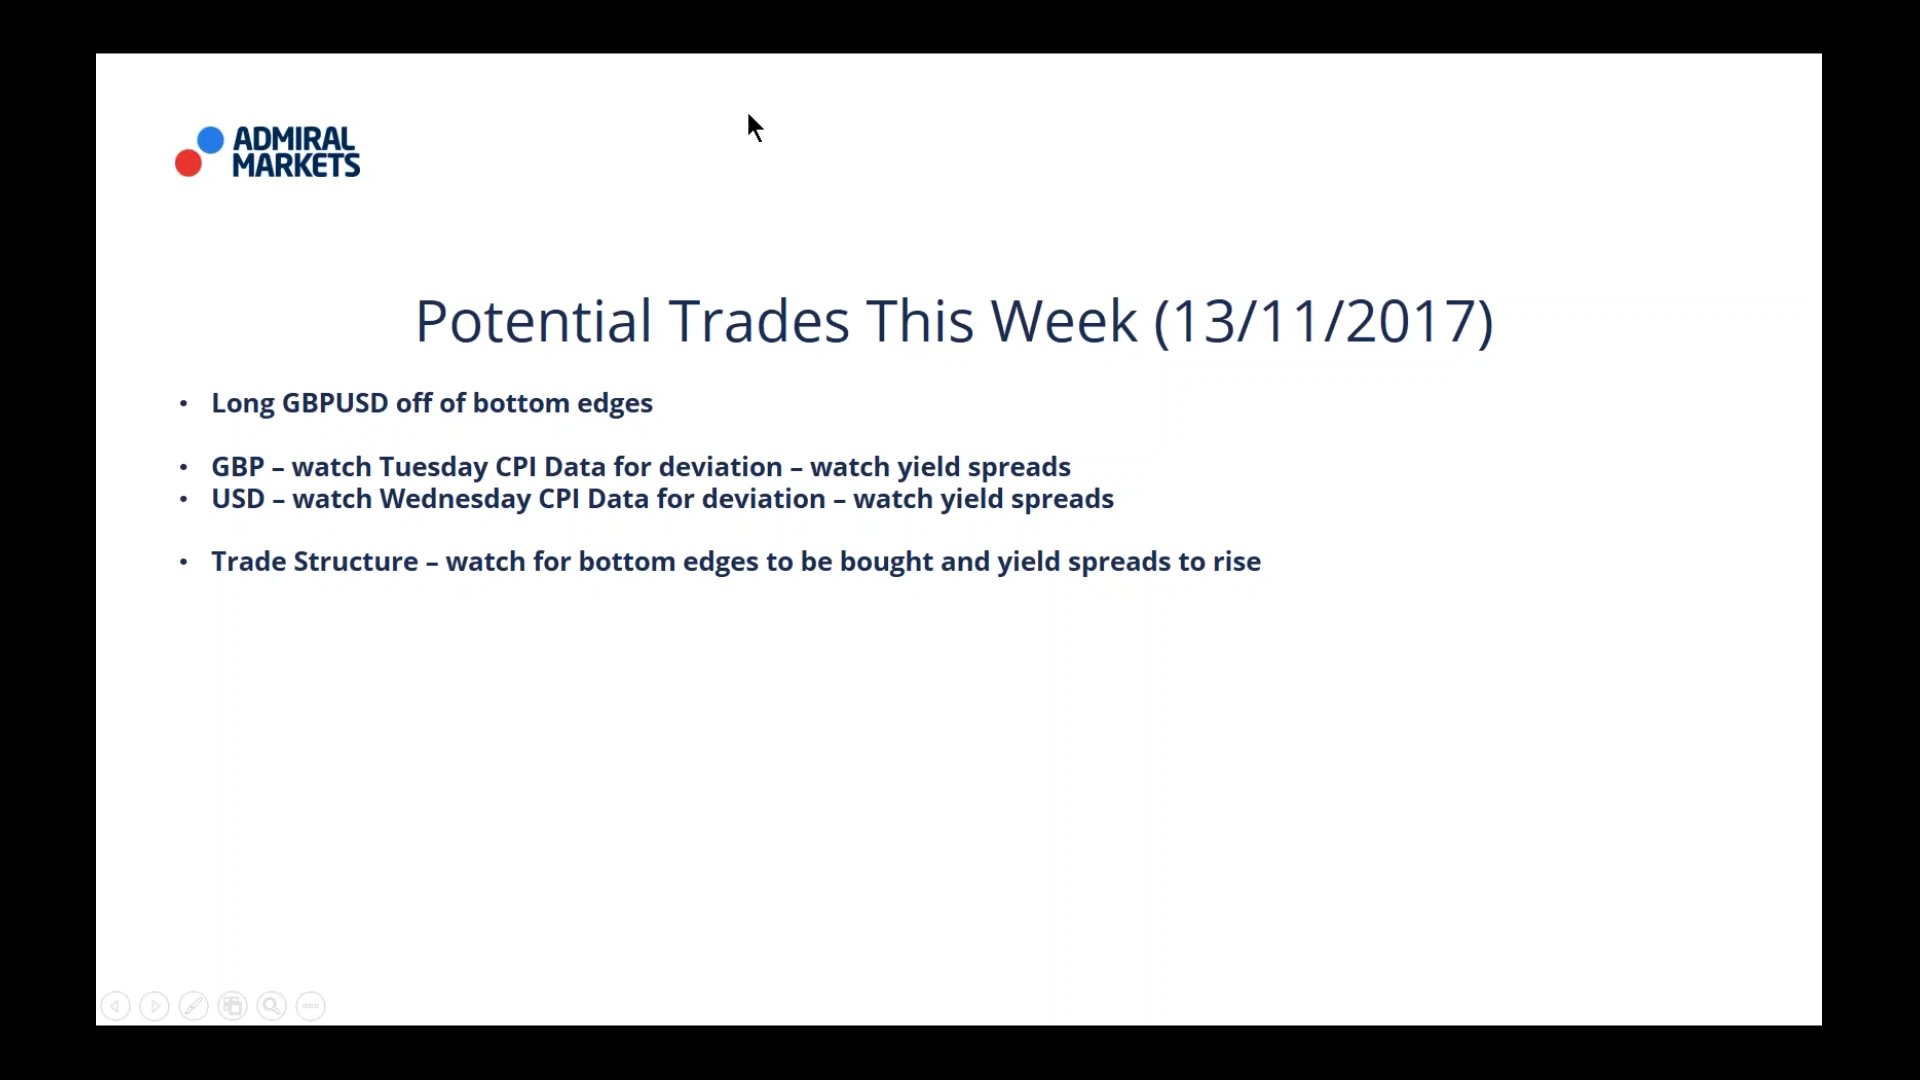 ADMIRAL
MARKETS
Potential Trades This Week (13/11/2017)
• Long GBPUSD off of bottom edges
• GBP – watch Tuesday CPI Data for deviation – watch yield spreads
• USD – watch Wednesday CPI Data for deviation – watch yield spreads
• Trade Structure – watch for bottom edges to be bought and yield spreads to rise